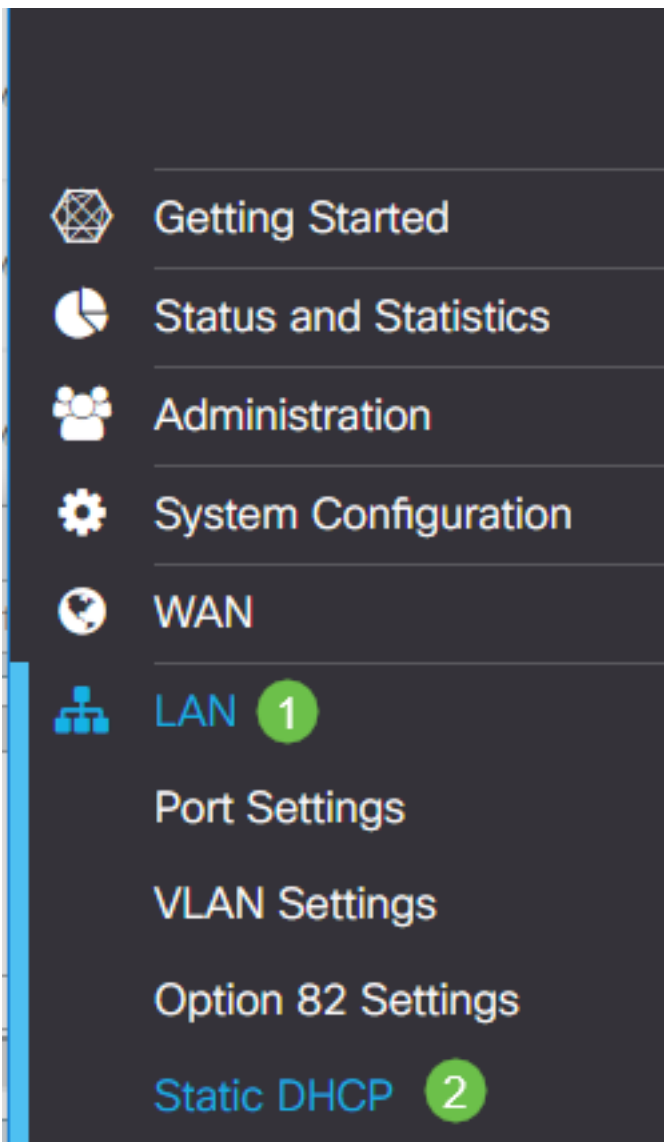 Getting Started
Status and Statistics
Administration
System Configuration
WAN
LAN 1
Port Settings
VLAN Settings
Option 82 Settings
Static DHCP 2